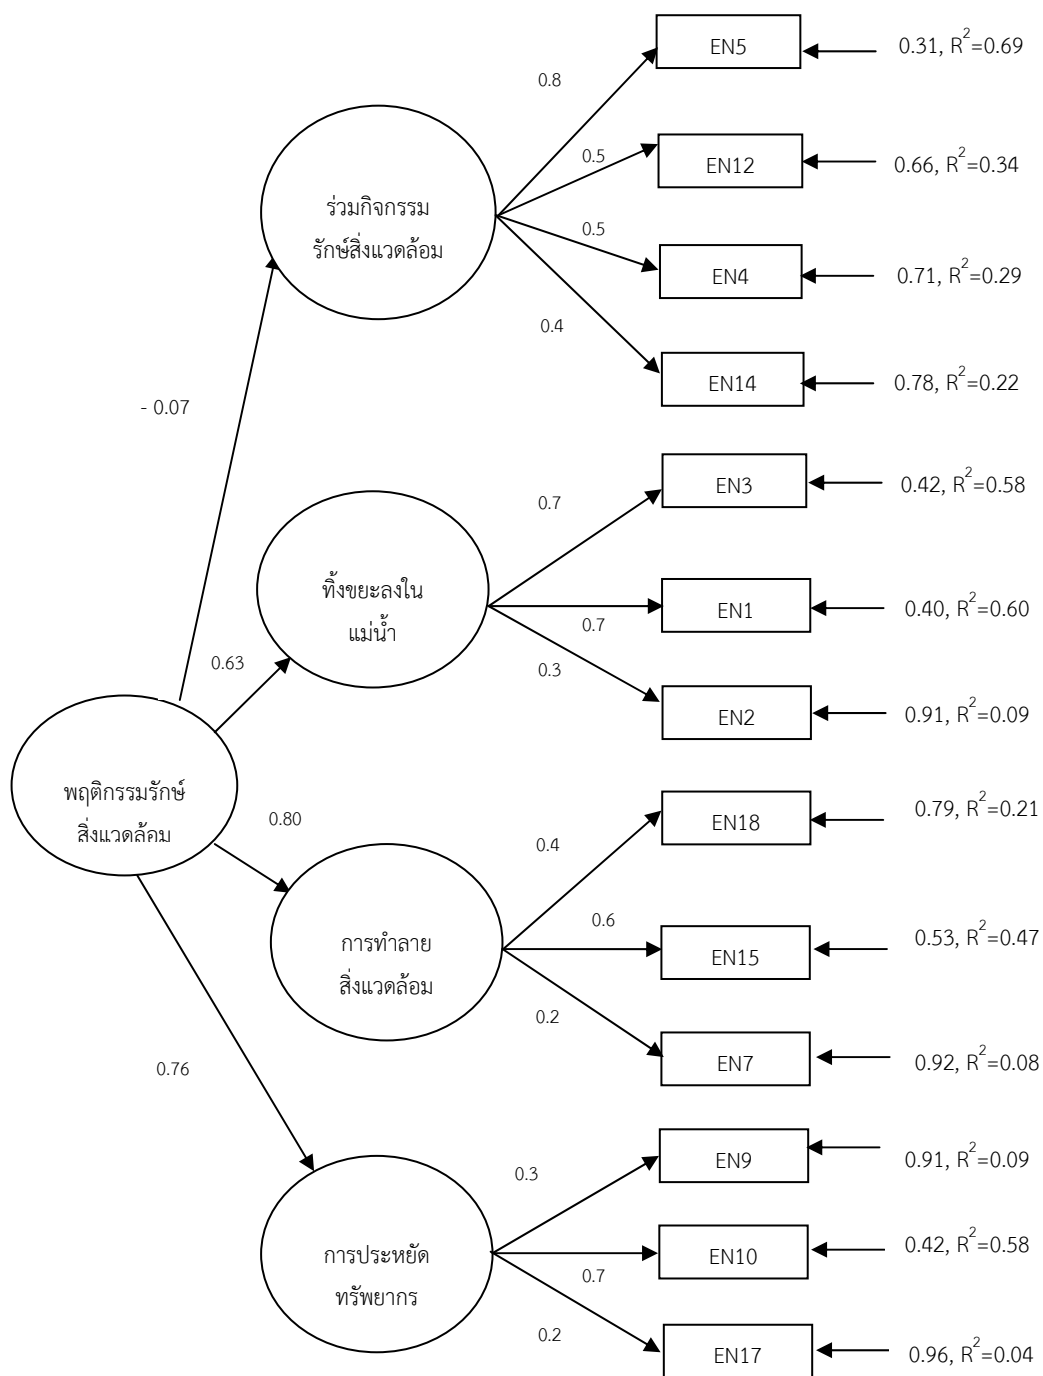 EN5
0.31, R²=0.69
0.8
EN12
0.66, R²=0.34
0.5
ร่วมกิจกรรม
รักษ์สิ่งแวดล้อม
EN4
0.71, R²=0.29
0.5
EN14
0.78, R²=0.22
0.4
- 0.07
EN3
0.42, R²=0.58
0.7
ทิ้งขยะลงใน
แม่น้ำ
EN1
0.40, R²=0.60
0.7
0.63
EN2
0.91, R²=0.09
0.3
พฤติกรรมรักษ์
สิ่งแวดล้อม
0.80
EN18
0.79, R²=0.21
0.4
การทำลาย
สิ่งแวดล้อม
EN15
0.53, R²=0.47
0.6
EN7
0.92, R²=0.08
0.2
0.76
EN9
0.91, R²=0.09
0.3
การประหยัด
ทรัพยากร
EN10
0.42, R²=0.58
0.7
EN17
0.96, R²=0.04
0.2